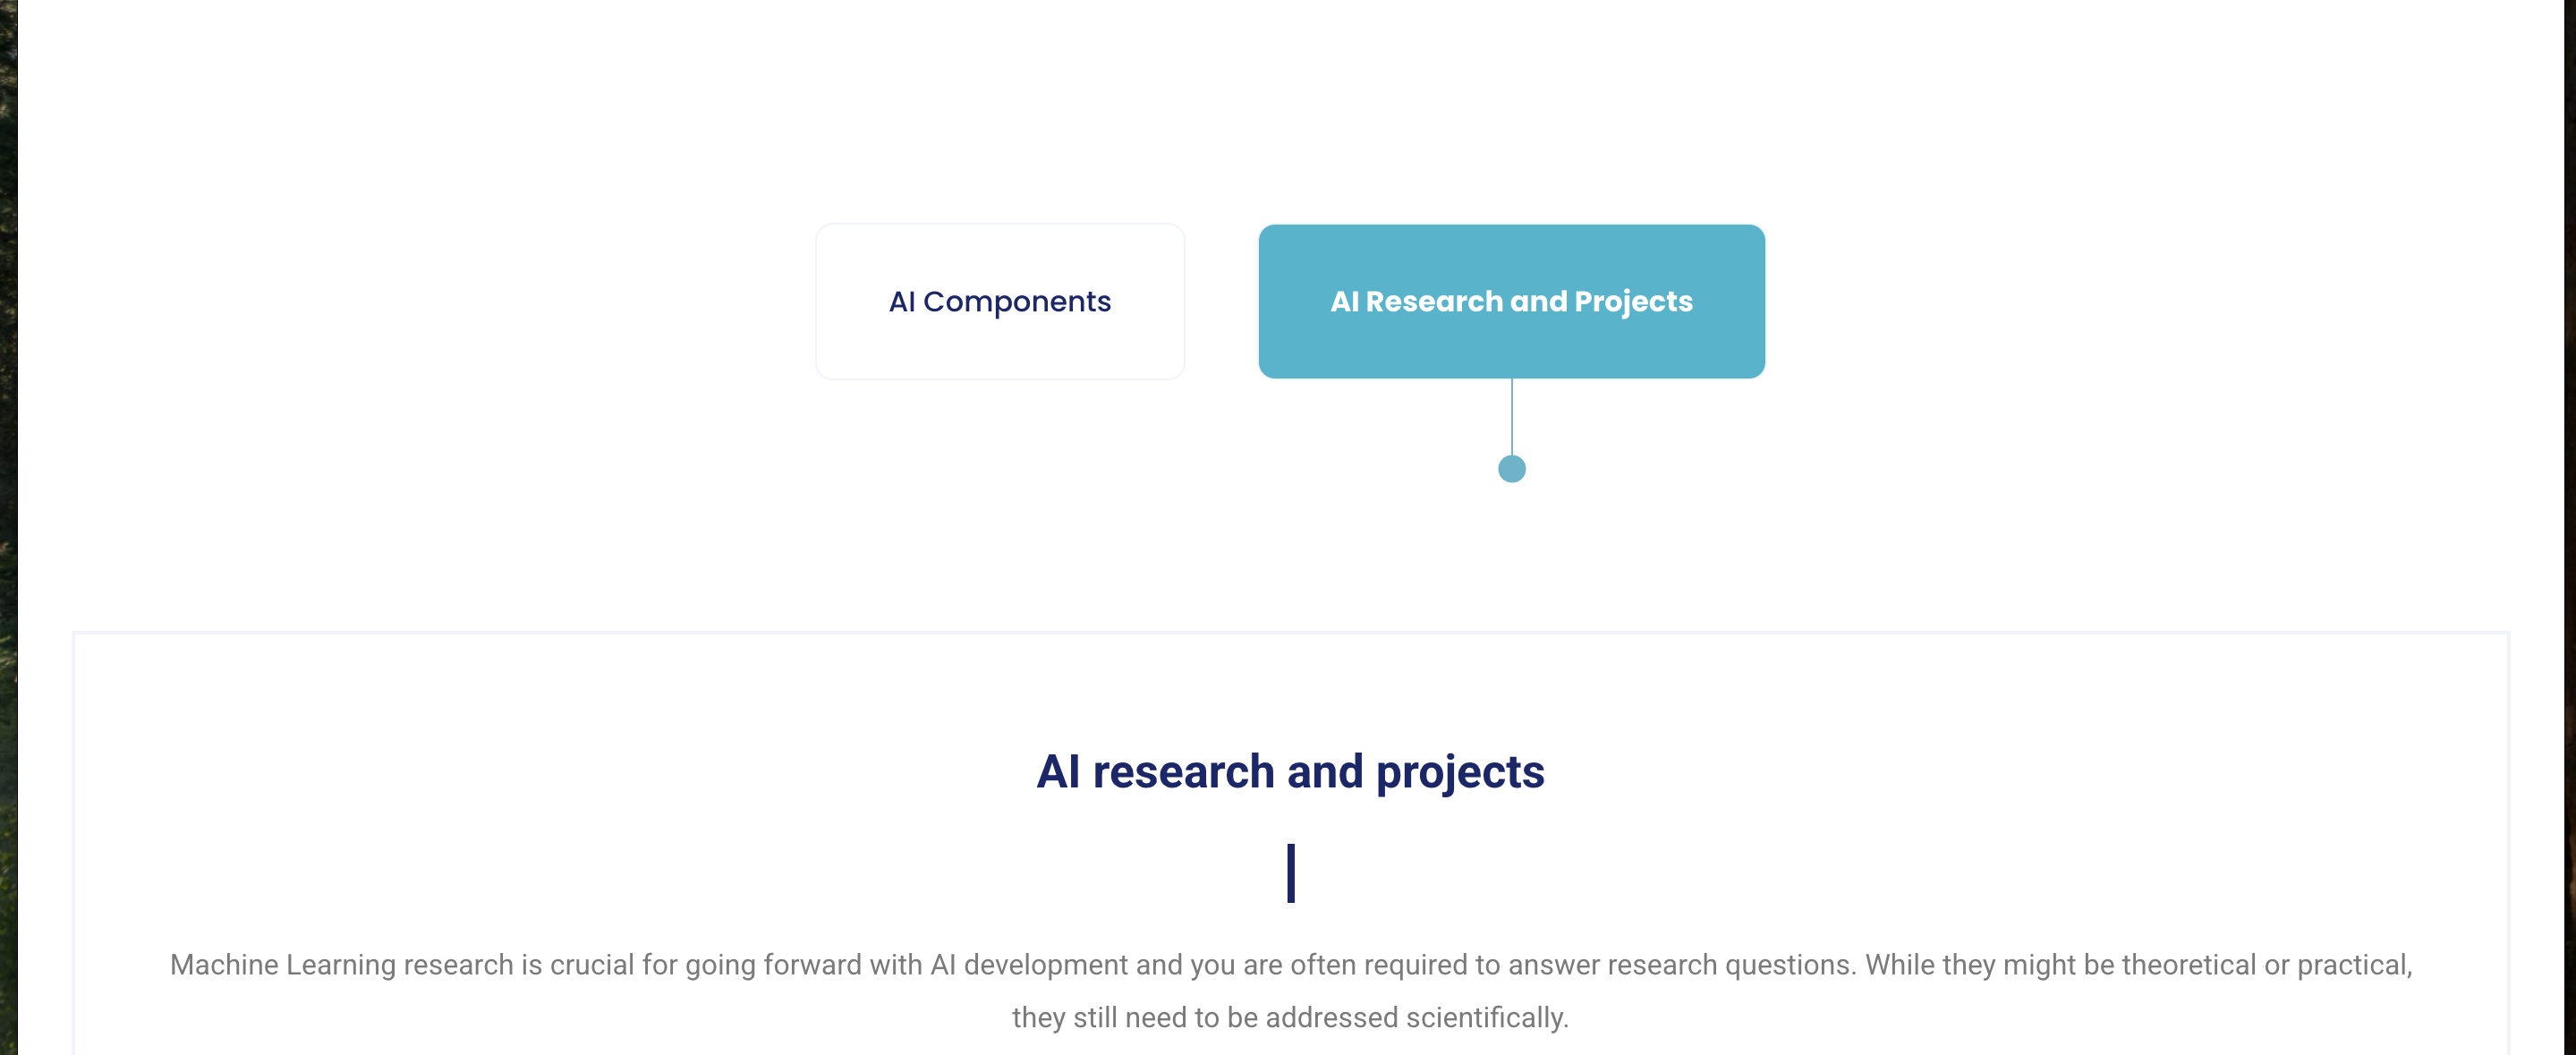 AI Components
AI Research and Projects
AI research and projects
Machine Learning research is crucial for going forward with AI development and you are often required to answer research questions. While they might be theoretical or practical,
they still need to be addressed scientifically.